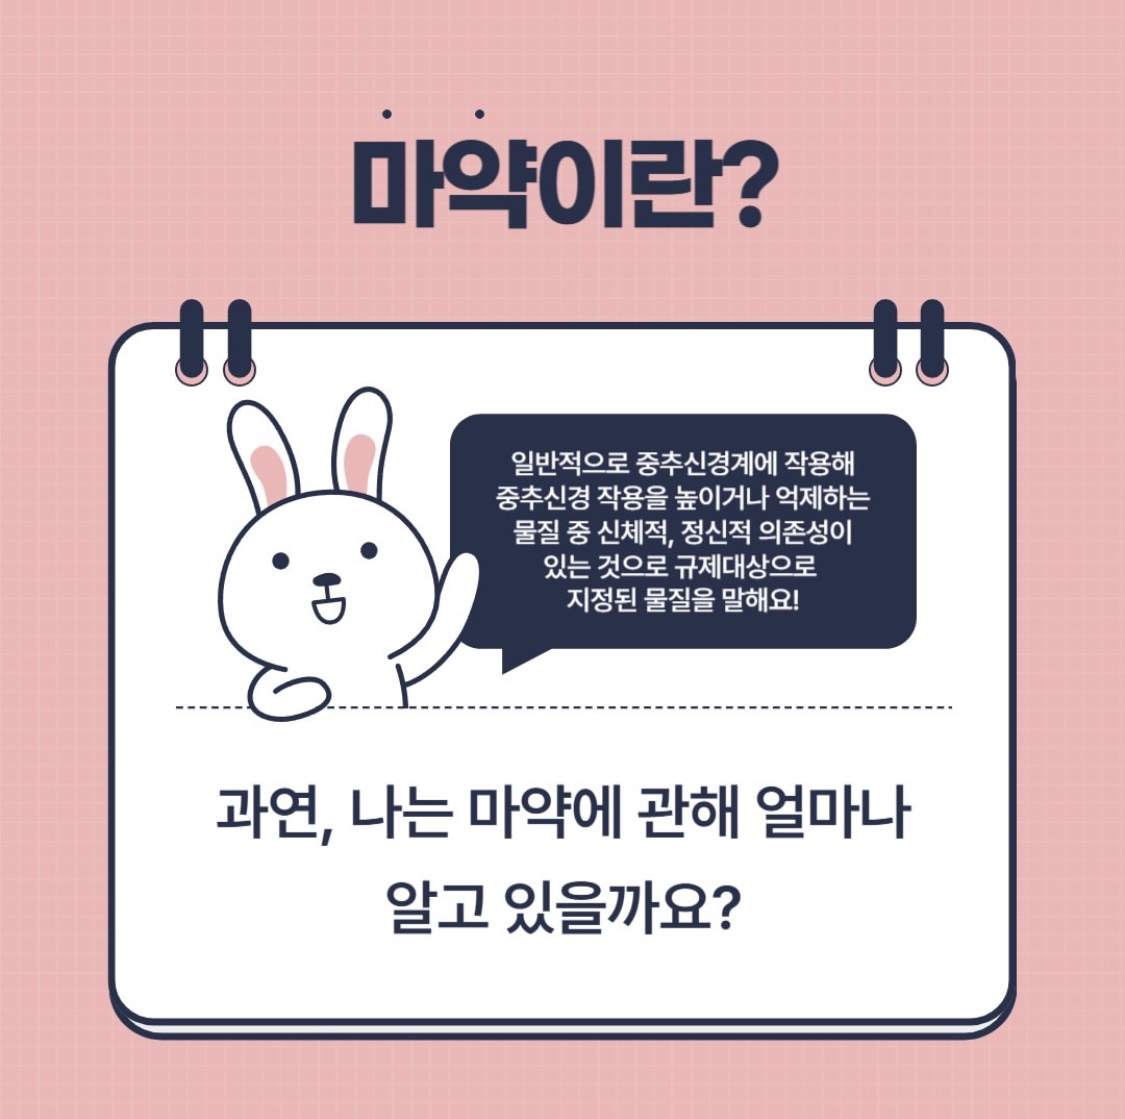 마약이란?
일반적으로 중추신경계에 작용해
중추신경 작용을 높이거나 억제하는
물질 중 신체적, 정신적 의존성이
있는 것으로 규제대상으로
지정된 물질을 말해요!
과연, 나는 마약에 관해 얼마나
알고 있을까요?